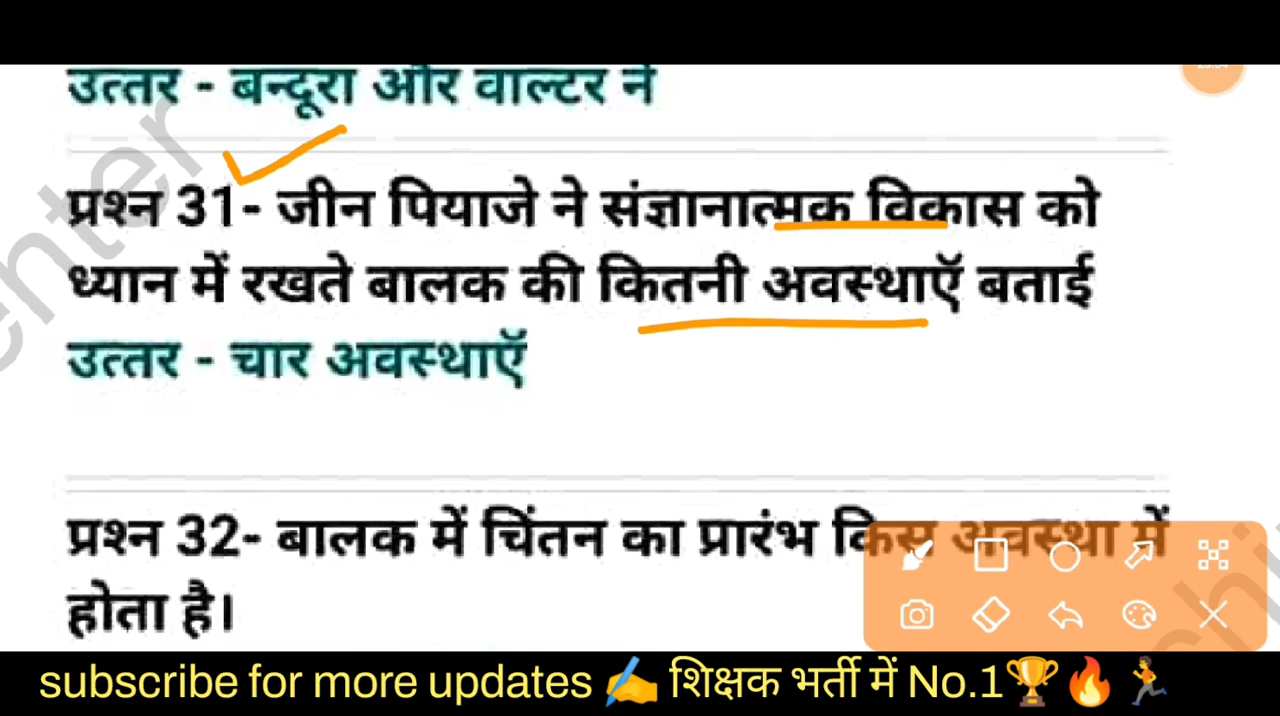 उत्तर - बन्दूरा और वाल्टर ने
प्रश्न 31- जीन पियाजे ने संज्ञानात्मक विकास को
ध्यान में रखते बालक की कितनी अवस्थाऍ बताई
उत्तर - चार अवस्थाऍ
प्रश्न 32- बालक में चिंतन का प्रारंभ किस अवस्था में
होता है।
subscribe for more updates ✍️ शिक्षक भर्ती में No.1🏆🔥🏃